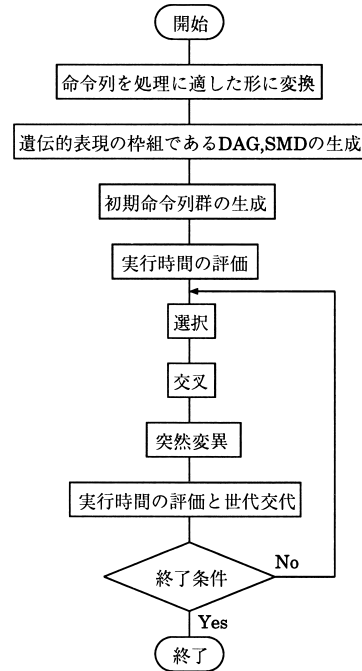 開始
命令列を処理に適した形に変換
遺伝的表現の枠組であるDAG,SMDの生成
初期命令列群の生成
実行時間の評価
選択
交叉
突然変異
実行時間の評価と世代交代
終了条件
No
Yes
終了